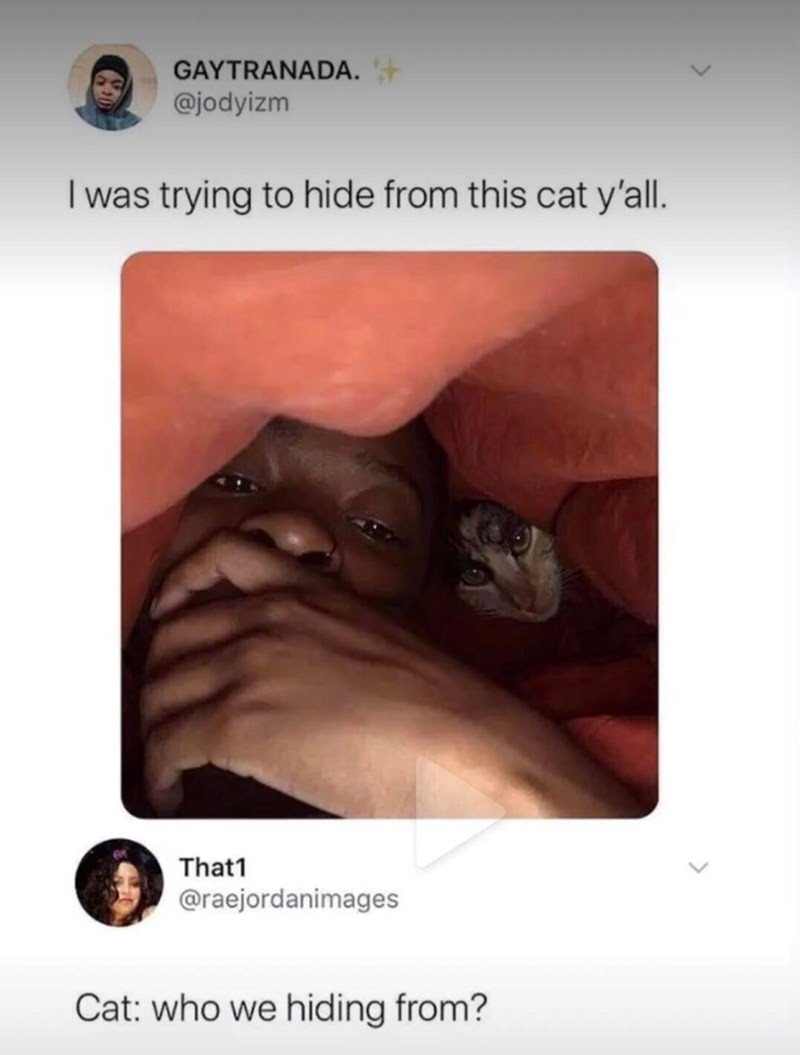 GAYTRANADA. ✨
@jodyizm
I was trying to hide from this cat y’all.
That1
@raejordanimages
Cat: who we hiding from?